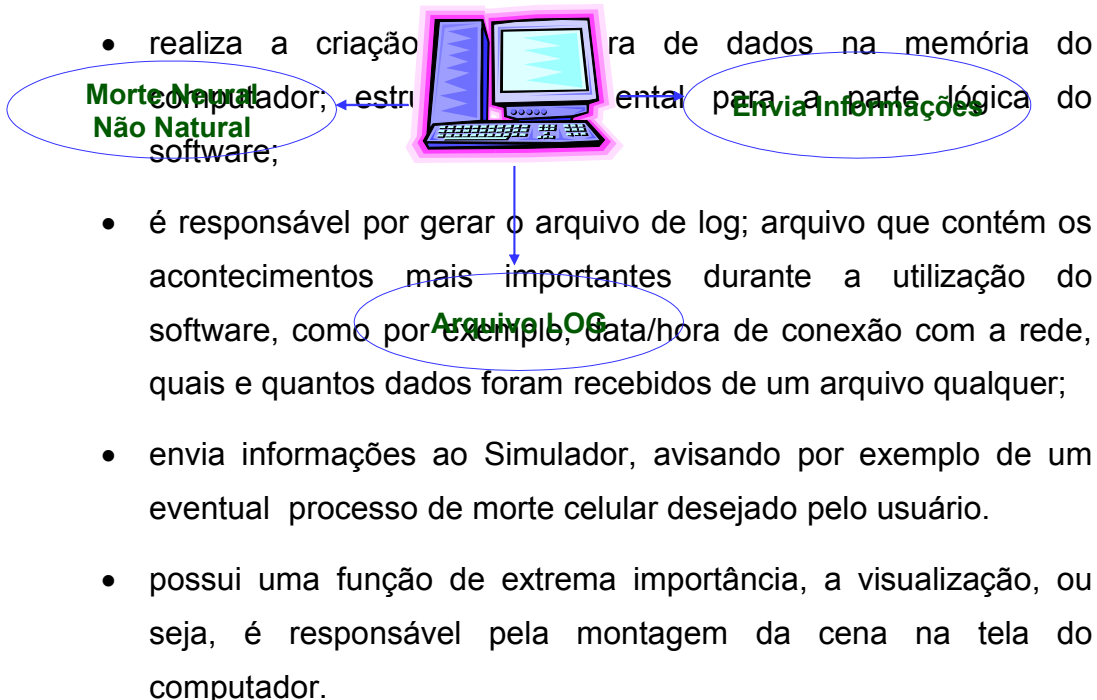 • realiza a criação ra de dados na memória do
computador; estru ental para a parte lógica do
software;
Morte Neural
Não Natural
Envia Informações
• é responsável por gerar o arquivo de log; arquivo que contém os
acontecimentos mais importantes durante a utilização do
software, como por exemplo, data/hora de conexão com a rede,
Arquivo LOG
quais e quantos dados foram recebidos de um arquivo qualquer;
• envia informações ao Simulador, avisando por exemplo de um
eventual processo de morte celular desejado pelo usuário.
• possui uma função de extrema importância, a visualização, ou
seja, é responsável pela montagem da cena na tela do
computador.